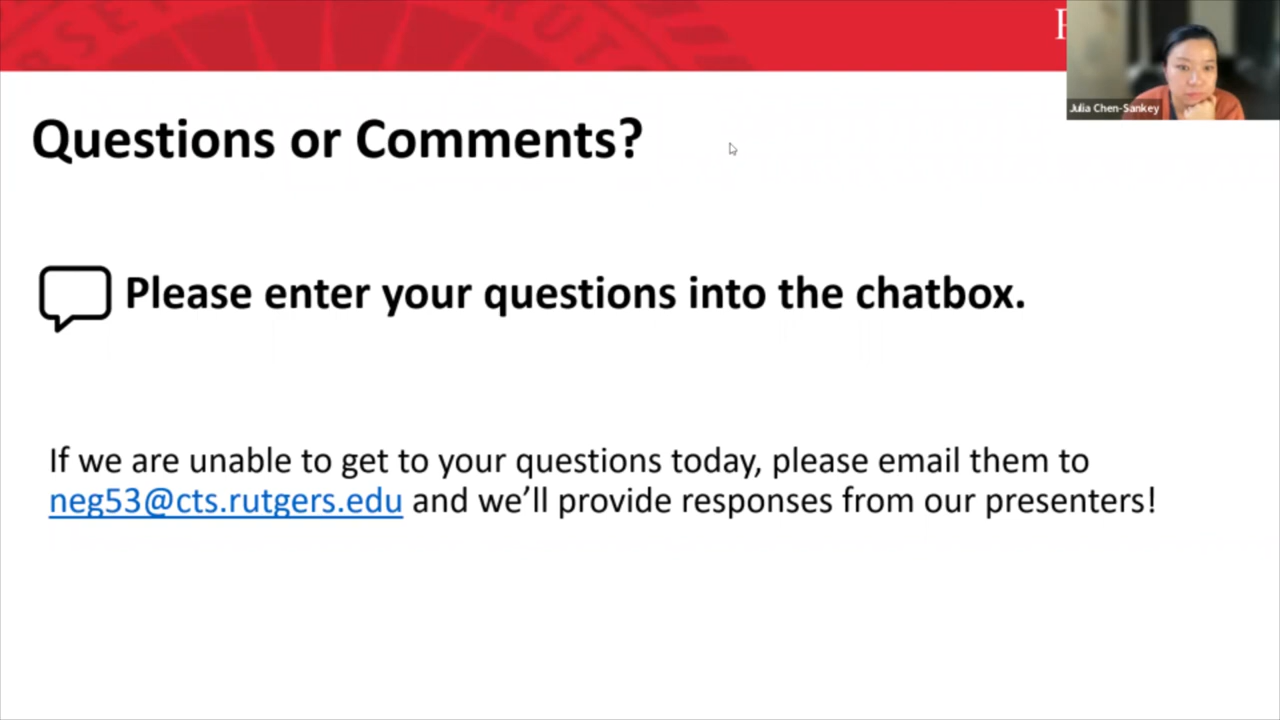 Julia Chen-Sankey
Questions or Comments?
Please enter your questions into the chatbox.
If we are unable to get to your questions today, please email them to
neg53@cts.rutgers.edu and we’ll provide responses from our presenters!